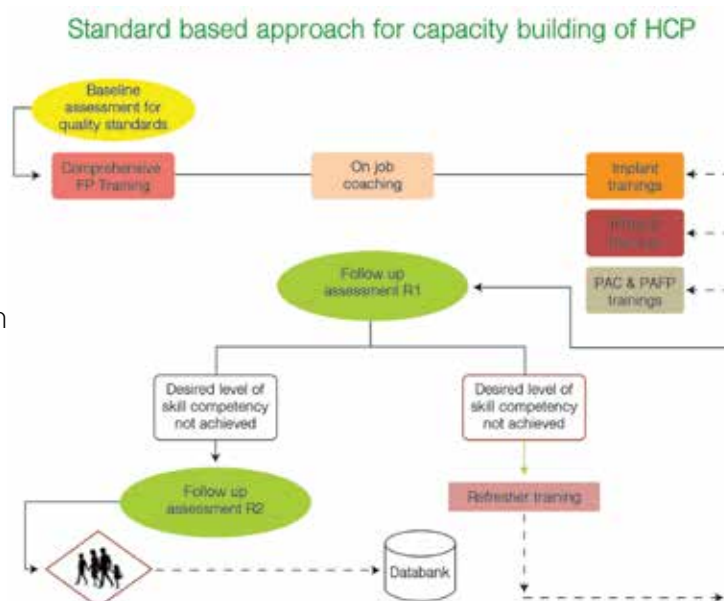 Standard based approach for capacity building of HCP
Baseline
assessment for
quality standards
Comprehensive
FP Training
On job
coaching
Implant
trainings
trainings
PAC & PAFP
trainings
Follow up
assessment R1
n
Desired level of
skill competency
not achieved
Desired level of
skill competency
not achieved
Follow up
assessment R2
Refresher training
Databank